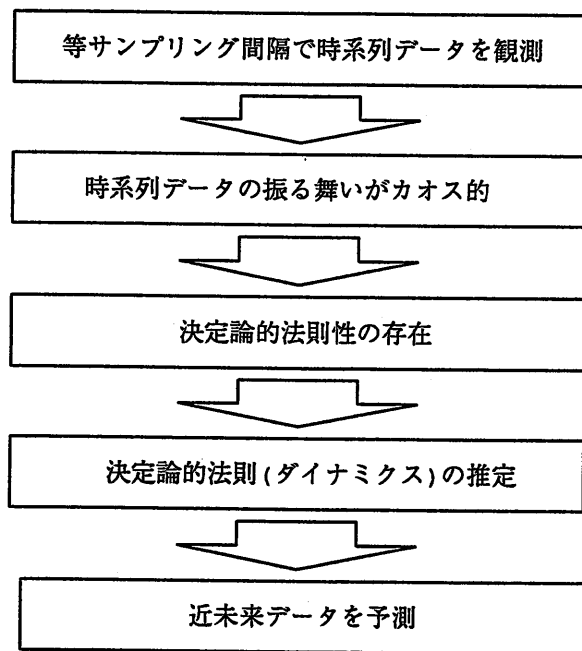 等サンプリング間隔で時系列データを観測
時系列データの振る舞いがカオス的
決定論的法則性の存在
決定論的法則(ダイナミクス)の推定
近未来データを予測